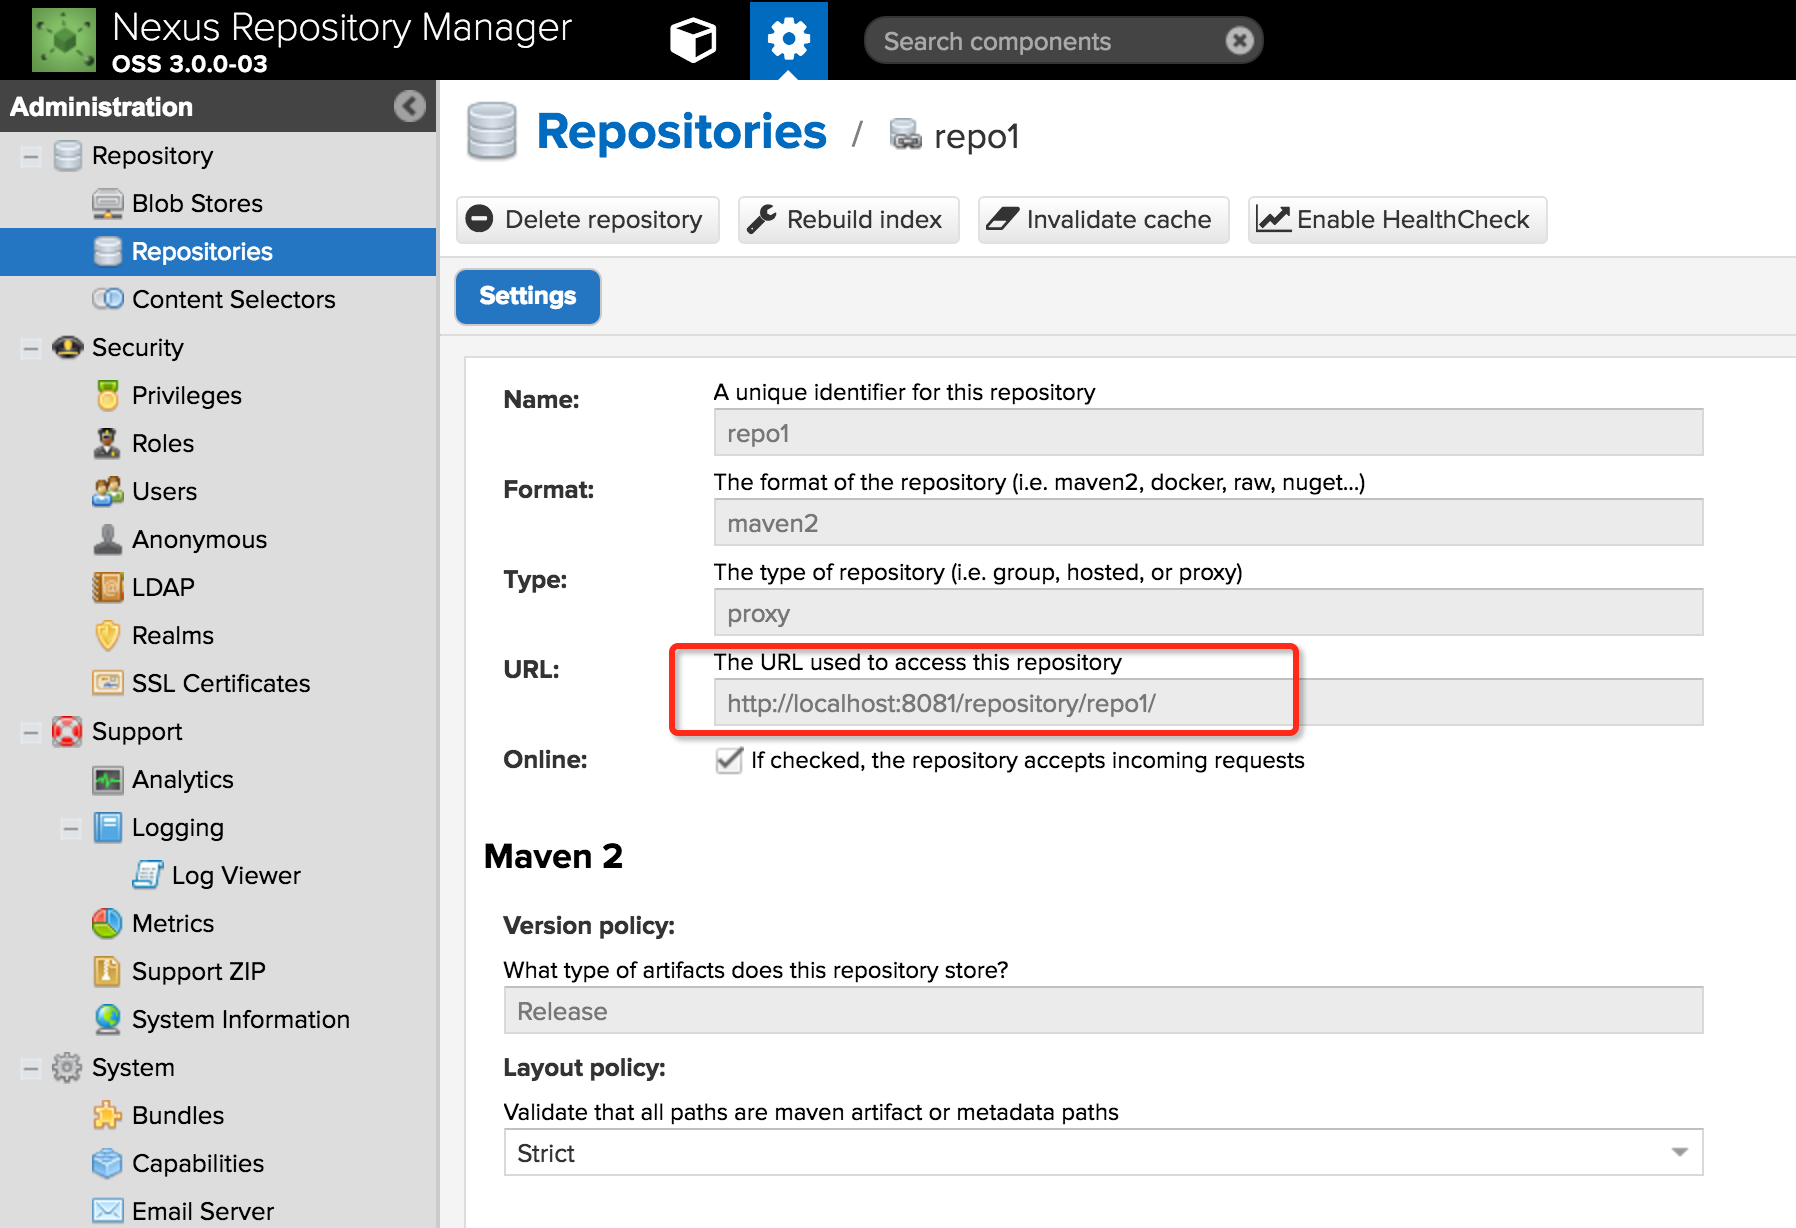 Nexus Repository Manager
OSS 3.0.0-03
Search components
Administration
Repository
Blob Stores
Repositories
Content Selectors
Security
Privileges
Roles
Users
Anonymous
LDAP
Realms
SSL Certificates
Support
Analytics
Logging
Log Viewer
Metrics
Support ZIP
System Information
System
Bundles
Capabilities
Email Server
Repositories / repo1
Delete repository
Rebuild index
Invalidate cache
Enable HealthCheck
Settings
Name:
A unique identifier for this repository
repo1
Format:
The format of the repository (i.e. maven2, docker, raw, nuget...)
maven2
Type:
The type of repository (i.e. group, hosted, or proxy)
proxy
URL:
The URL used to access this repository
http://localhost:8081/repository/repo1/
Online:
If checked, the repository accepts incoming requests
Maven 2
Version policy:
What type of artifacts does this repository store?
Release
Layout policy:
Validate that all paths are maven artifact or metadata paths
Strict